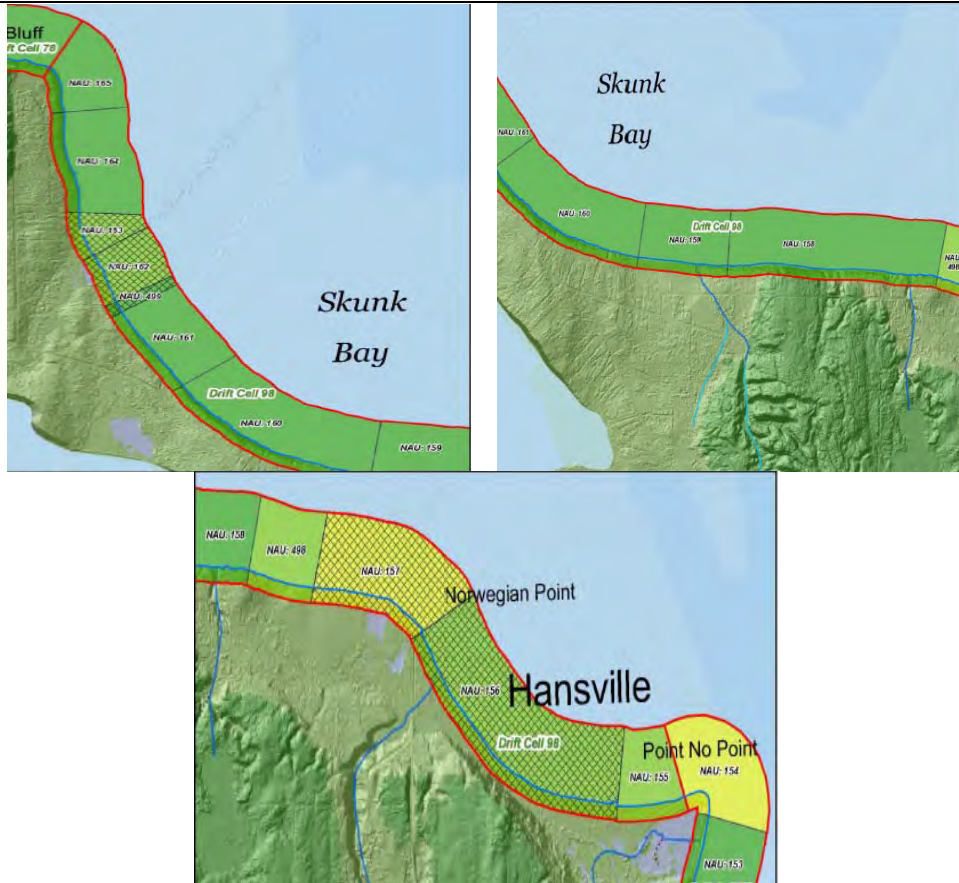 Bluff
ft Cell 78
NAU: 165
NAU: 164
NAU: 153
NAU: 162
NAU: 499
NAU: 161
Drift Cell 98
NAU: 160
NAU: 159
Skunk
Bay
Skunk
Bay
NAU: 161
NAU: 160
Drift Cell 98
NAU: 159
NAU: 158
NAU:
498
NAU: 158
NAU: 498
NAU: 157
Norwegian Point
NAU: 156
Hansville
Drift Cell 98
Point No Point
NAU: 155
NAU: 154
NAU: 153